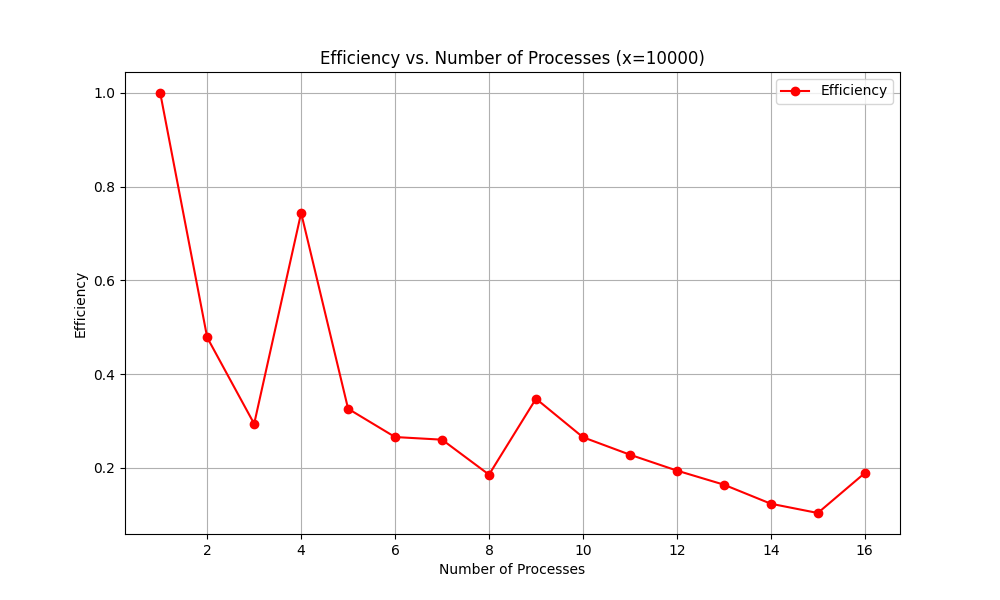 Efficiency vs. Number of Processes (x=10000)
Efficiency
1.0
0.8
0.6
0.4
0.2
Efficiency
2 4 6 8 10 12 14 16
Number of Processes